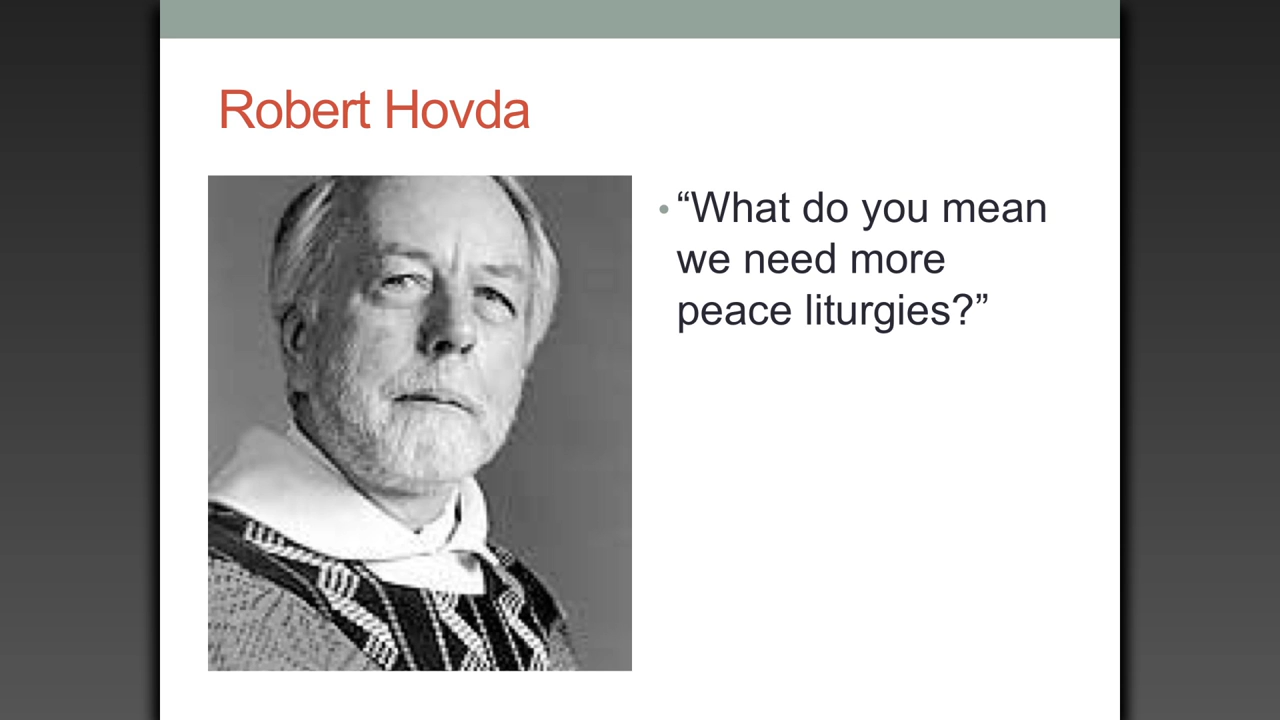 Robert Hovda
• “What do you mean
we need more
peace liturgies?”